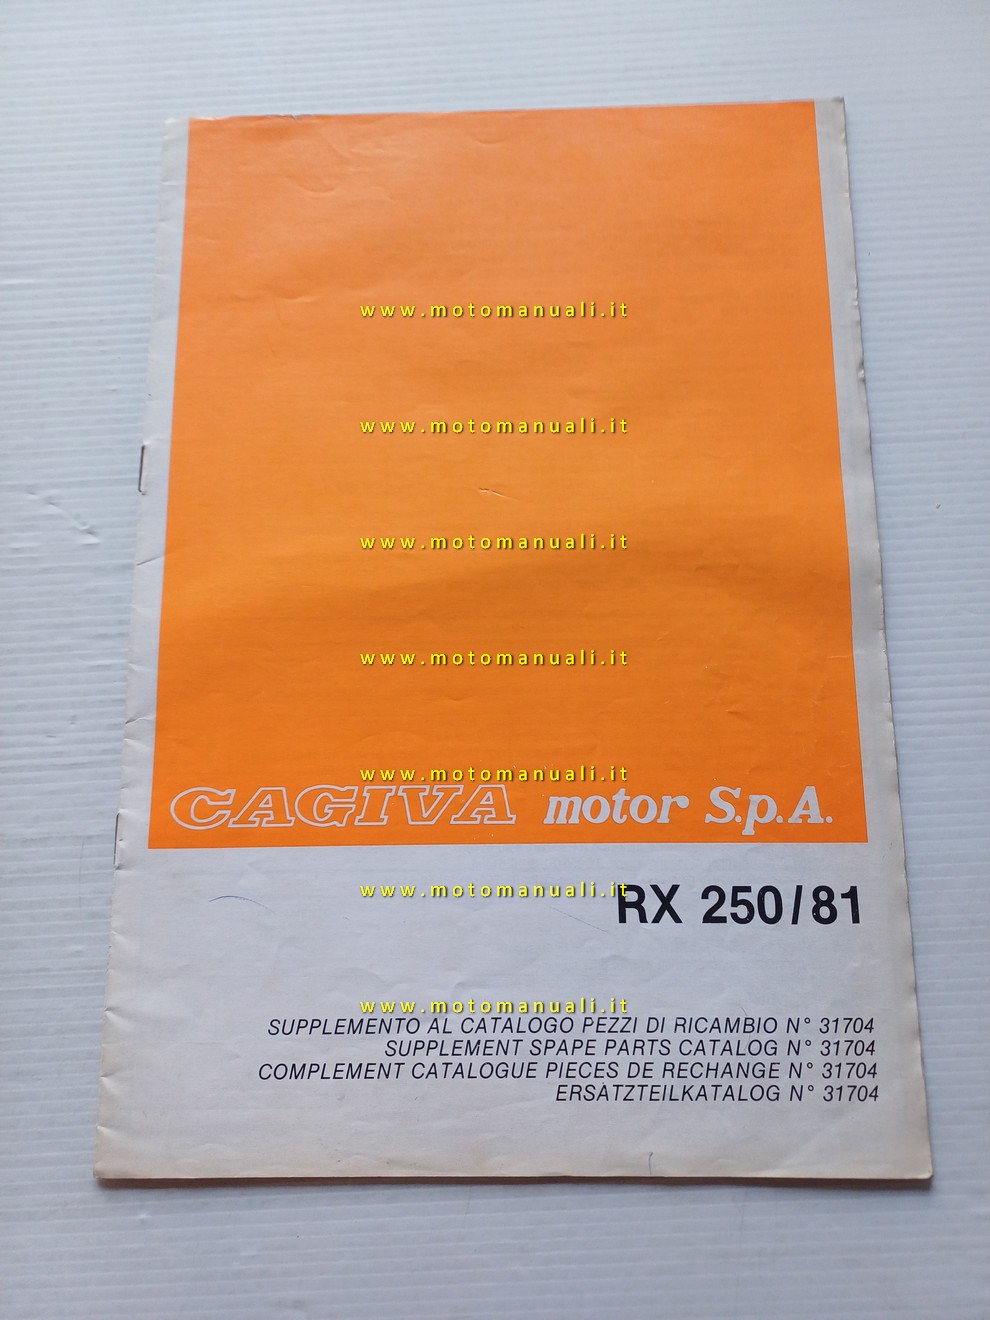 www.motomanuali.it
www.motomanuali.it
www.motomanuali.it
www.motomanuali.it
www.motomanuali.it
CAGIVA motor S.p.A.
www.motomanuali.it
RX 250/81
www.motomanuali.it
SUPPLEMENTO AL CATALOGO PEZZI DI RICAMBIO N° 31704
SUPPLEMENT SPAPE PARTS CATALOG N° 31704
COMPLEMENT CATALOGUE PIECES DE RECHANGE N° 31704
ERSATZTEILKATALOG N° 31704